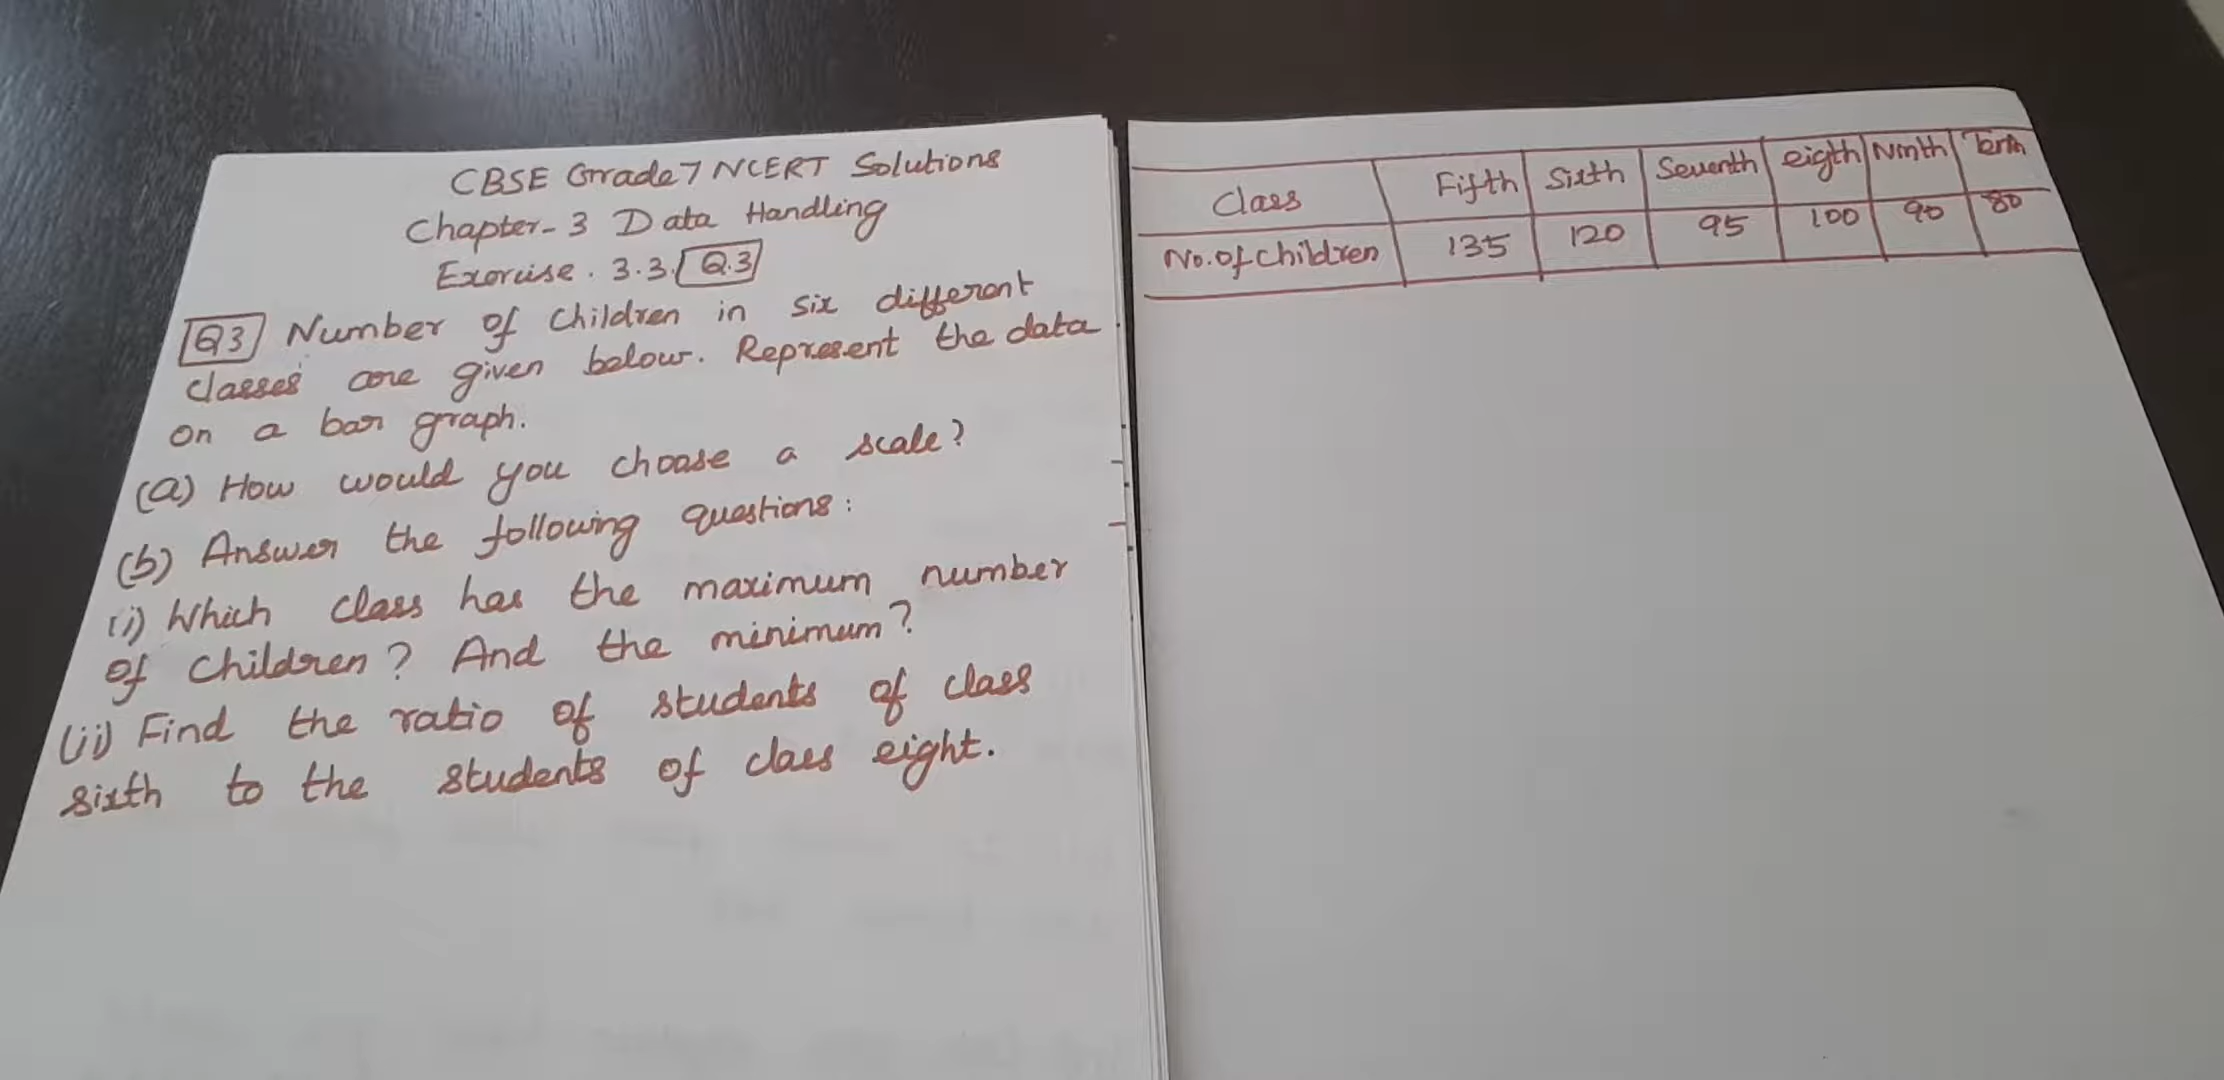 CBSE Grade 7 NCERT Solutions
Chapter - 3 Data Handling
Exercise . 3.3. Q.3
Q3 Number of Children in six different
classes are given below. Represent the data
on a bar graph.
(a) How would you choose a scale?
(b) Answer the following questions :
(i) Which class has the maximum number
of children? And the minimum?
(ii) Find the ratio of students of class
sixth to the students of class eight.
Class Fifth Sixth Seventh eigth Ninth Tenth
No. of Children 135 120 95 100 90 80